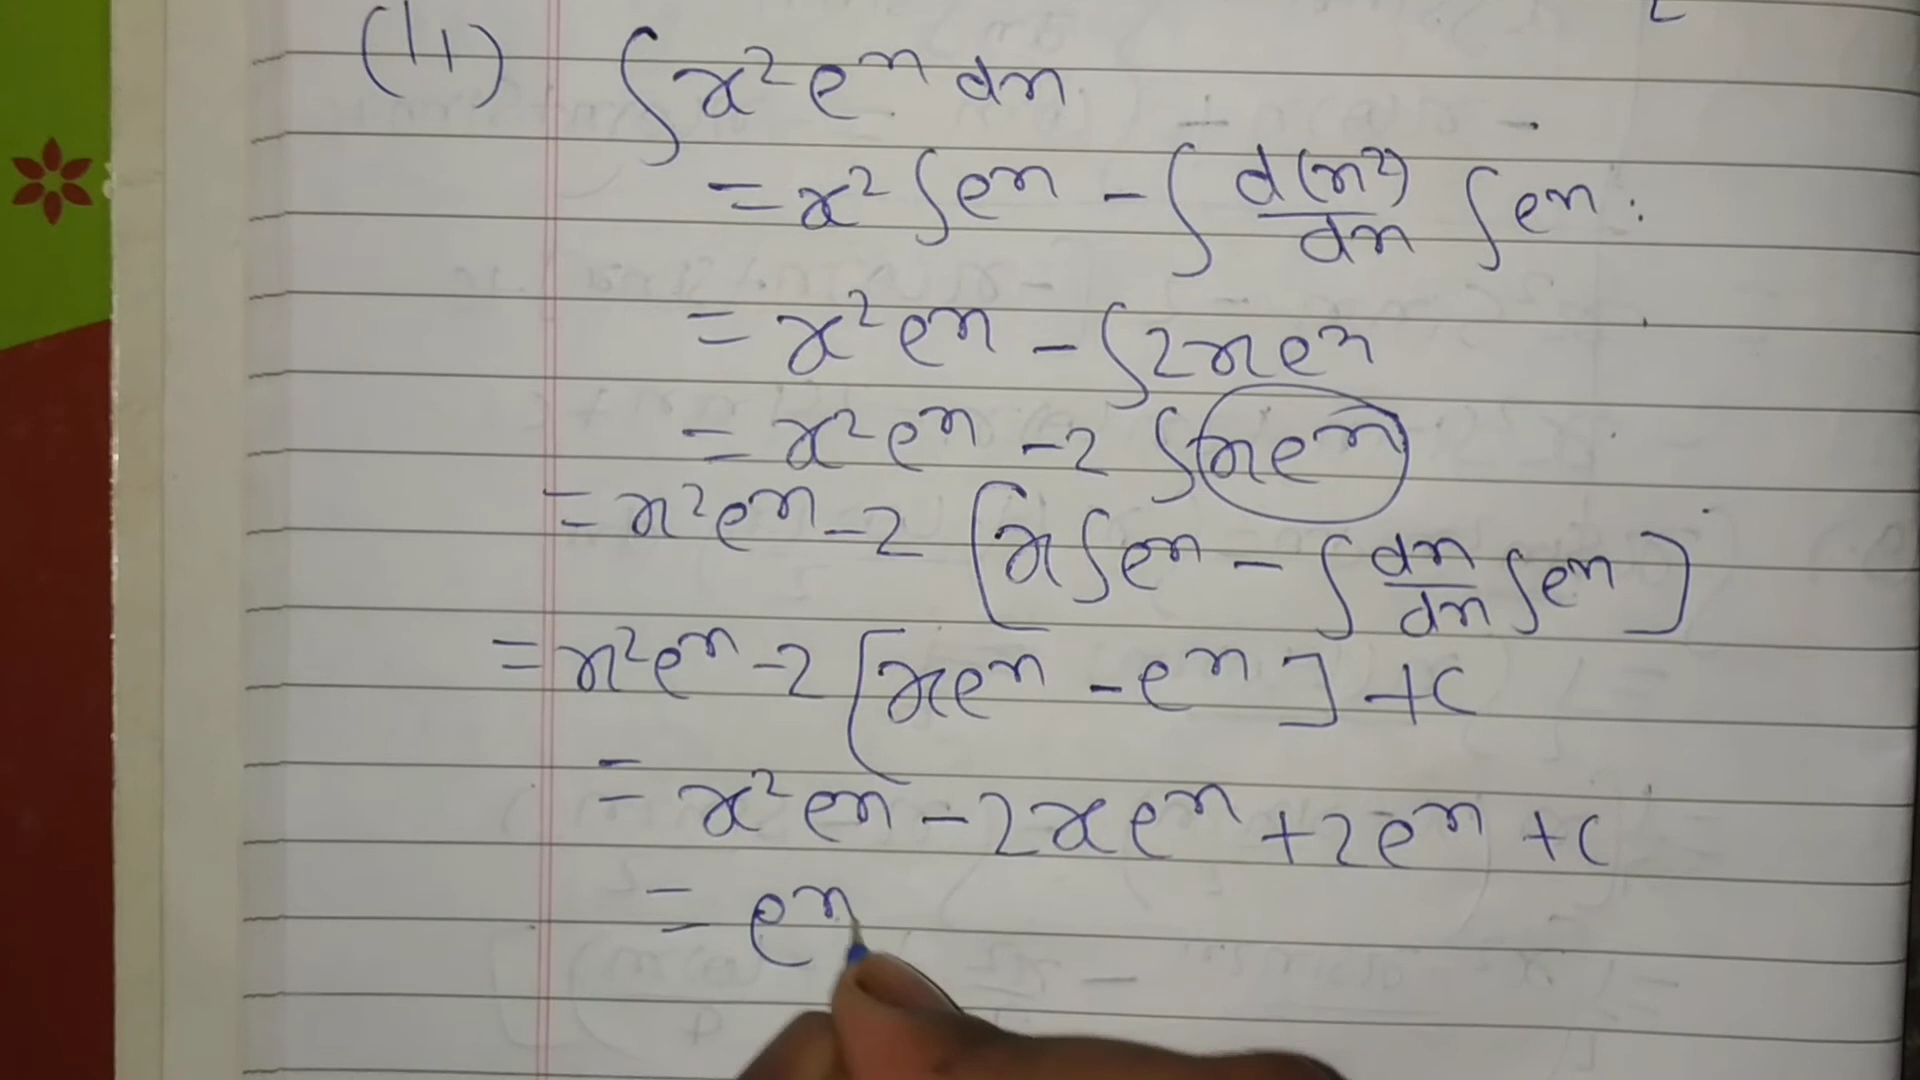 (11) ∫x²eˣ dx
= x² ∫eˣ - ∫ d(x²)/dx ∫eˣ.
= x²eˣ - ∫2xeˣ
= x²eˣ - 2 ∫xeˣ
= x²eˣ - 2 [x∫eˣ - ∫ dx/dx ∫eˣ]
= x²eˣ - 2 [xeˣ - eˣ] + c
= x²eˣ - 2xeˣ + 2eˣ + c
= eˣ